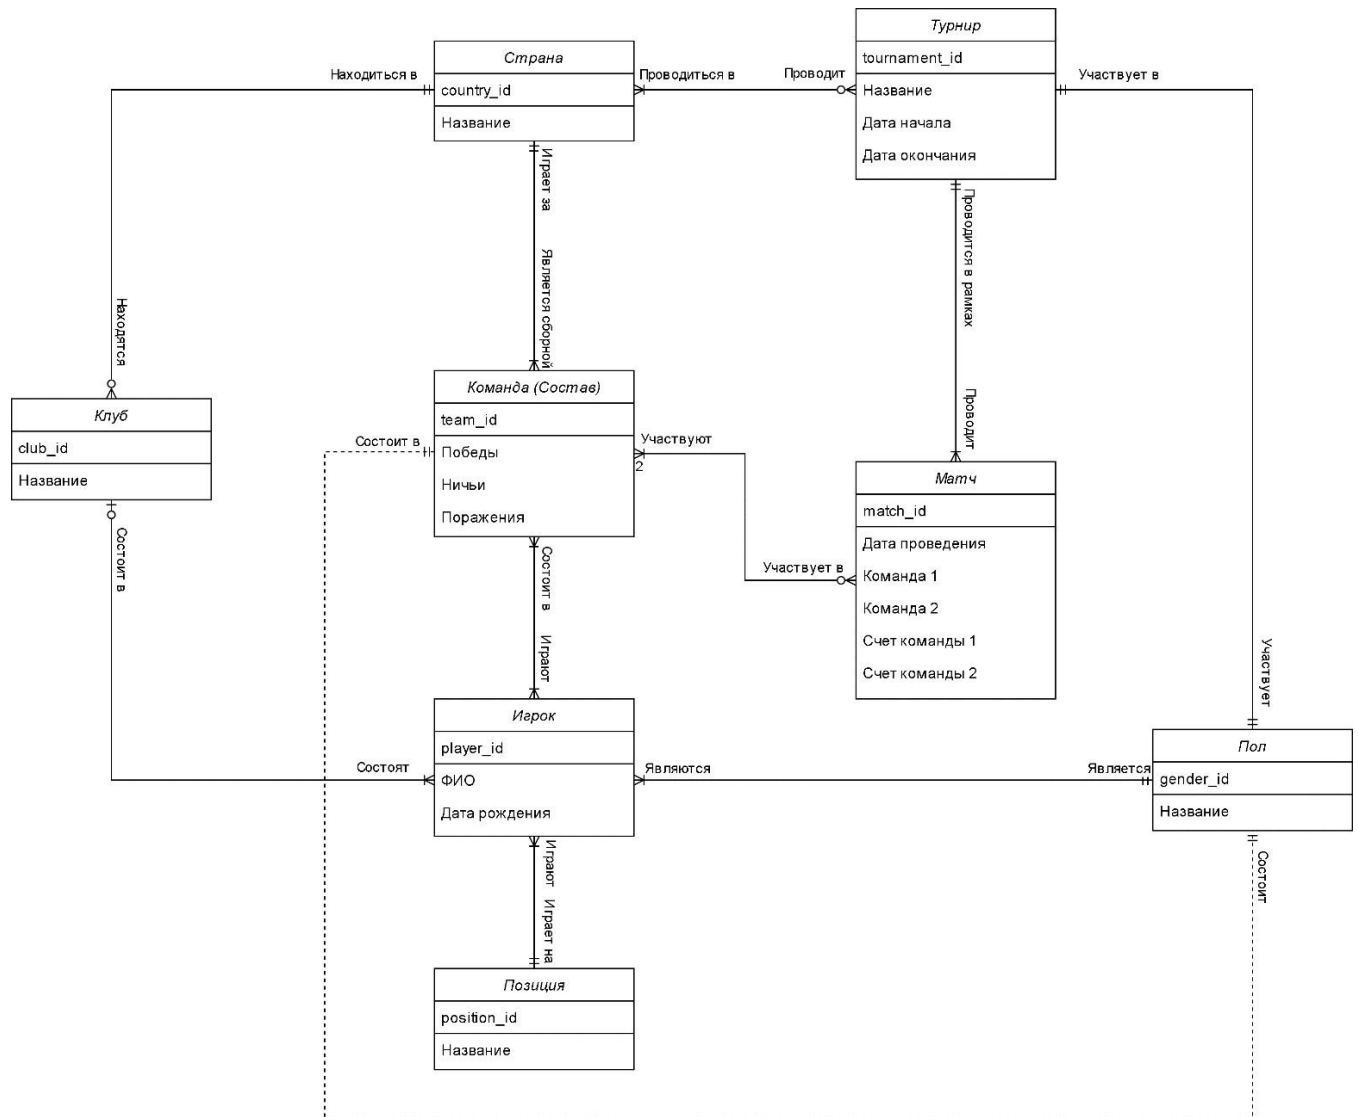 Турнир
tournament_id
Название
Дата начала
Дата окончания
Страна
country_id
Название
Находиться в
Проводиться в
Проводит
Участвует в
Играет за
Является сборной
Проводится в рамках
Проводит
Находятся
Клуб
club_id
Название
Состоит в
Команда (Состав)
team_id
Победы
Ничьи
Поражения
Состоит в
Участвуют
2
Участвует в
Матч
match_id
Дата проведения
Команда 1
Команда 2
Счет команды 1
Счет команды 2
Состоит в
Играют
Участвует
Игрок
player_id
ФИО
Дата рождения
Состоят
Являются
Является
Пол
gender_id
Название
Состоит
Играют
Играет на
Позиция
position_id
Название